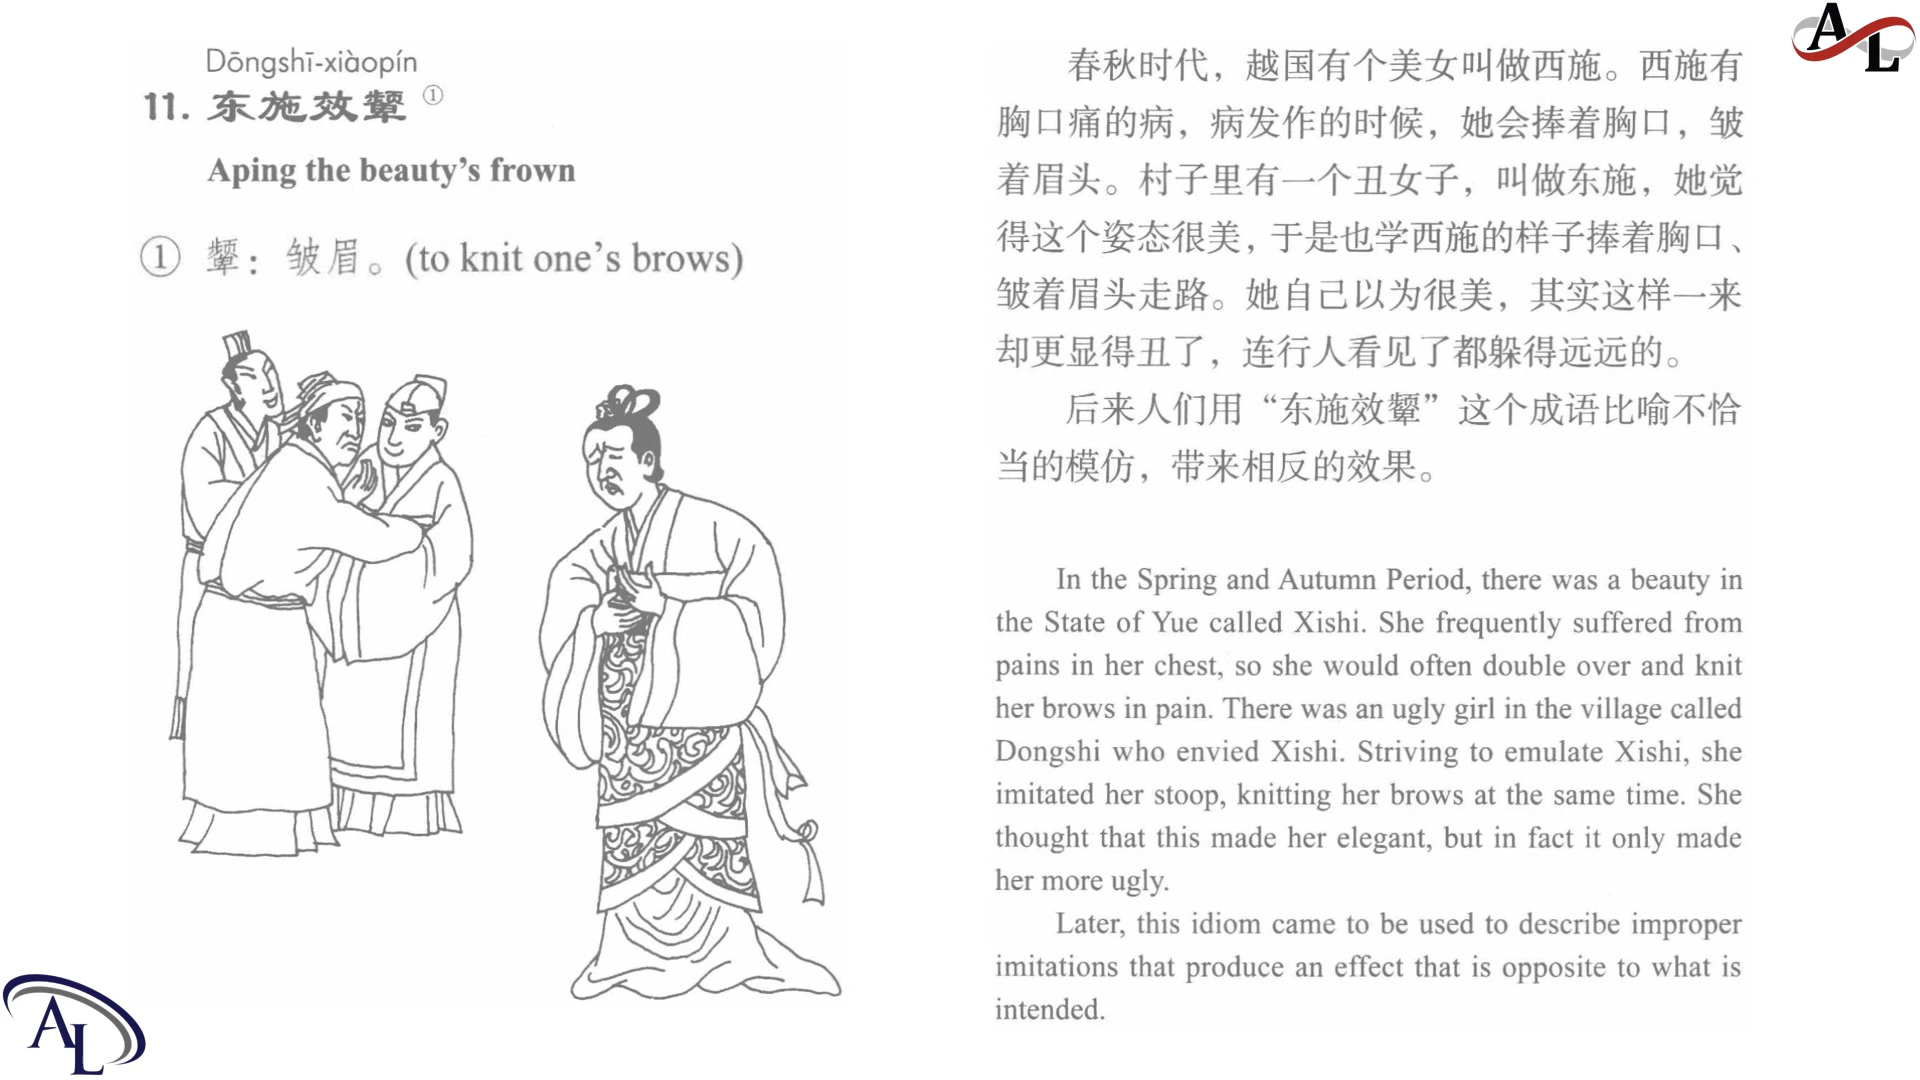 Dōngshī-xiàopín
11. 东施效颦 ①
Aping the beauty’s frown
① 颦：皱眉。(to knit one’s brows)
春秋时代，越国有个美女叫做西施。西施有
胸口痛的病，病发作的时候，她会捧着胸口，皱
着眉头。村子里有一个丑女子，叫做东施，她觉
得这个姿态很美，于是也学西施的样子捧着胸口、
皱着眉头走路。她自己以为很美，其实这样一来
却更显得丑了，连行人看见了都躲得远远的。
后来人们用“东施效颦”这个成语比喻不恰
当的模仿，带来相反的效果。
In the Spring and Autumn Period, there was a beauty in
the State of Yue called Xishi. She frequently suffered from
pains in her chest, so she would often double over and knit
her brows in pain. There was an ugly girl in the village called
Dongshi who envied Xishi. Striving to emulate Xishi, she
imitated her stoop, knitting her brows at the same time. She
thought that this made her elegant, but in fact it only made
her more ugly.
Later, this idiom came to be used to describe improper
imitations that produce an effect that is opposite to what is
intended.
AL
AL